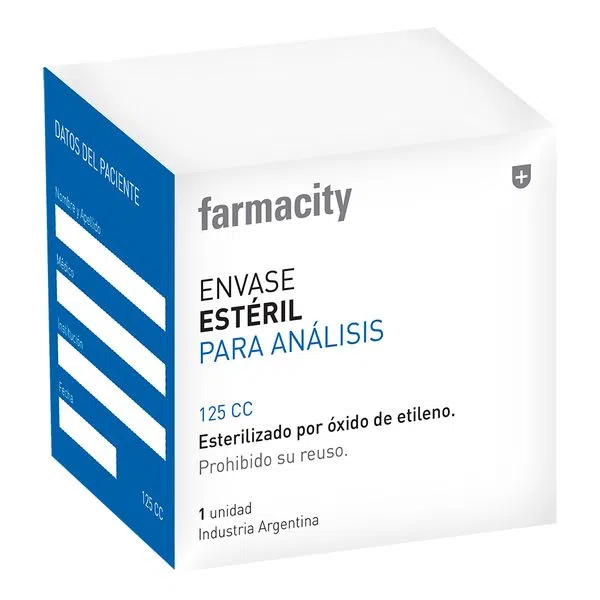 DATOS DEL PACIENTE
Nombre y Apellido
Médico
Institución
Fecha
125 CC
farmacity
ENVASE
ESTÉRIL
PARA ANÁLISIS
125 CC
Esterilizado por óxido de etileno.
Prohibido su reuso.
1 unidad
Industria Argentina